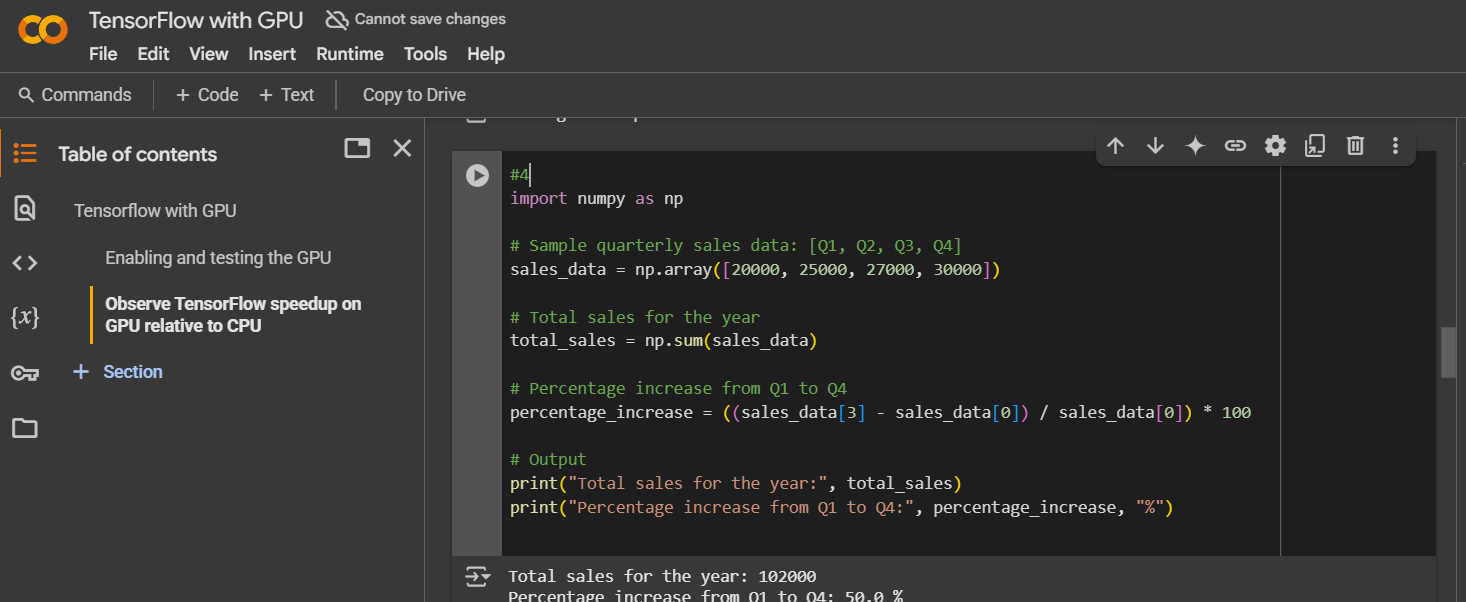 TensorFlow with GPU
Cannot save changes
File Edit View Insert Runtime Tools Help
Commands + Code + Text Copy to Drive
Table of contents
Tensorflow with GPU
Enabling and testing the GPU
Observe TensorFlow speedup on
GPU relative to CPU
+ Section
#4
import numpy as np
# Sample quarterly sales data: [Q1, Q2, Q3, Q4]
sales_data = np.array([20000, 25000, 27000, 30000])
# Total sales for the year
total_sales = np.sum(sales_data)
# Percentage increase from Q1 to Q4
percentage_increase = ((sales_data[3] - sales_data[0]) / sales_data[0]) * 100
# Output
print("Total sales for the year:", total_sales)
print("Percentage increase from Q1 to Q4:", percentage_increase, "%")
Total sales for the year: 102000
Percentage increase from Q1 to Q4: 50.0 %